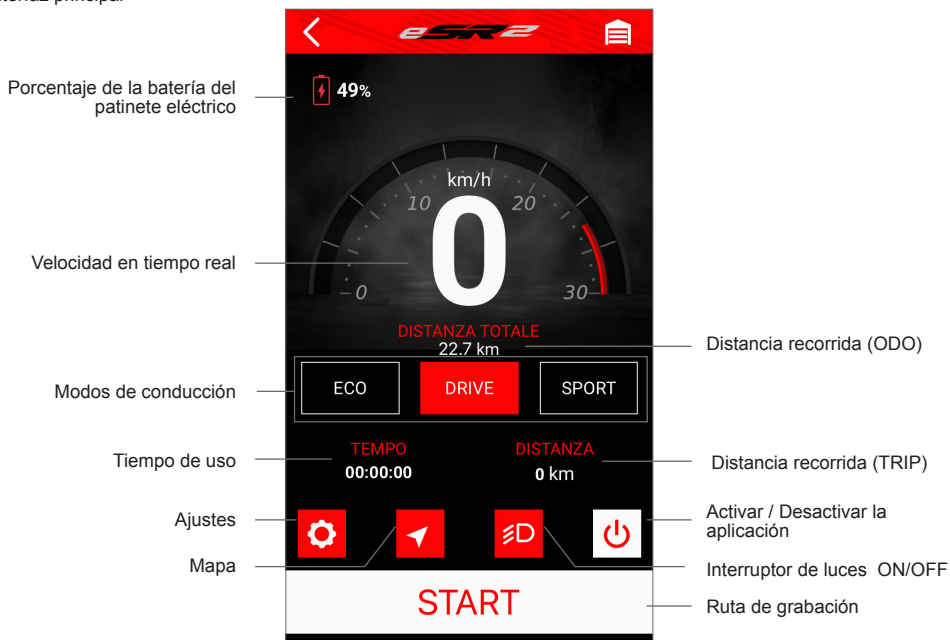 eSR2
Porcentaje de la batería del
patinete eléctrico
49%
km/h
10
20
0
Velocidad en tiempo real
0
30
DISTANZA TOTALE
22.7 km
Distancia recorrida (ODO)
Modos de conducción
ECO
DRIVE
SPORT
TEMPO
DISTANZA
Tiempo de uso
00:00:00
0 km
Distancia recorrida (TRIP)
Ajustes
Activar / Desactivar la
aplicación
Mapa
Interruptor de luces ON/OFF
START
Ruta de grabación